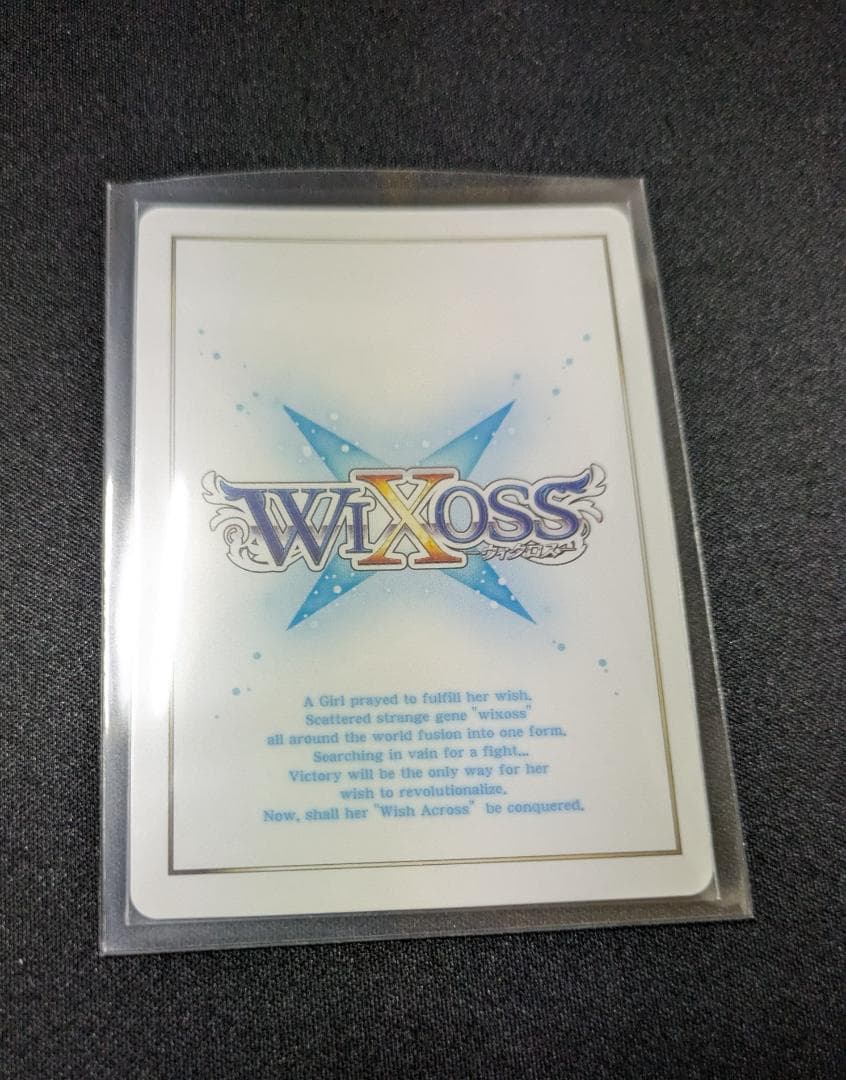 WIXOSS
ウィクロス
A Girl prayed to fulfill her wish.
Scattered strange gene "wixoss"
all around the world fusion into one form.
Searching in vain for a fight...
Victory will be the only way for her
wish to revolutionalize.
Now, shall her "Wish Across" be conquered.